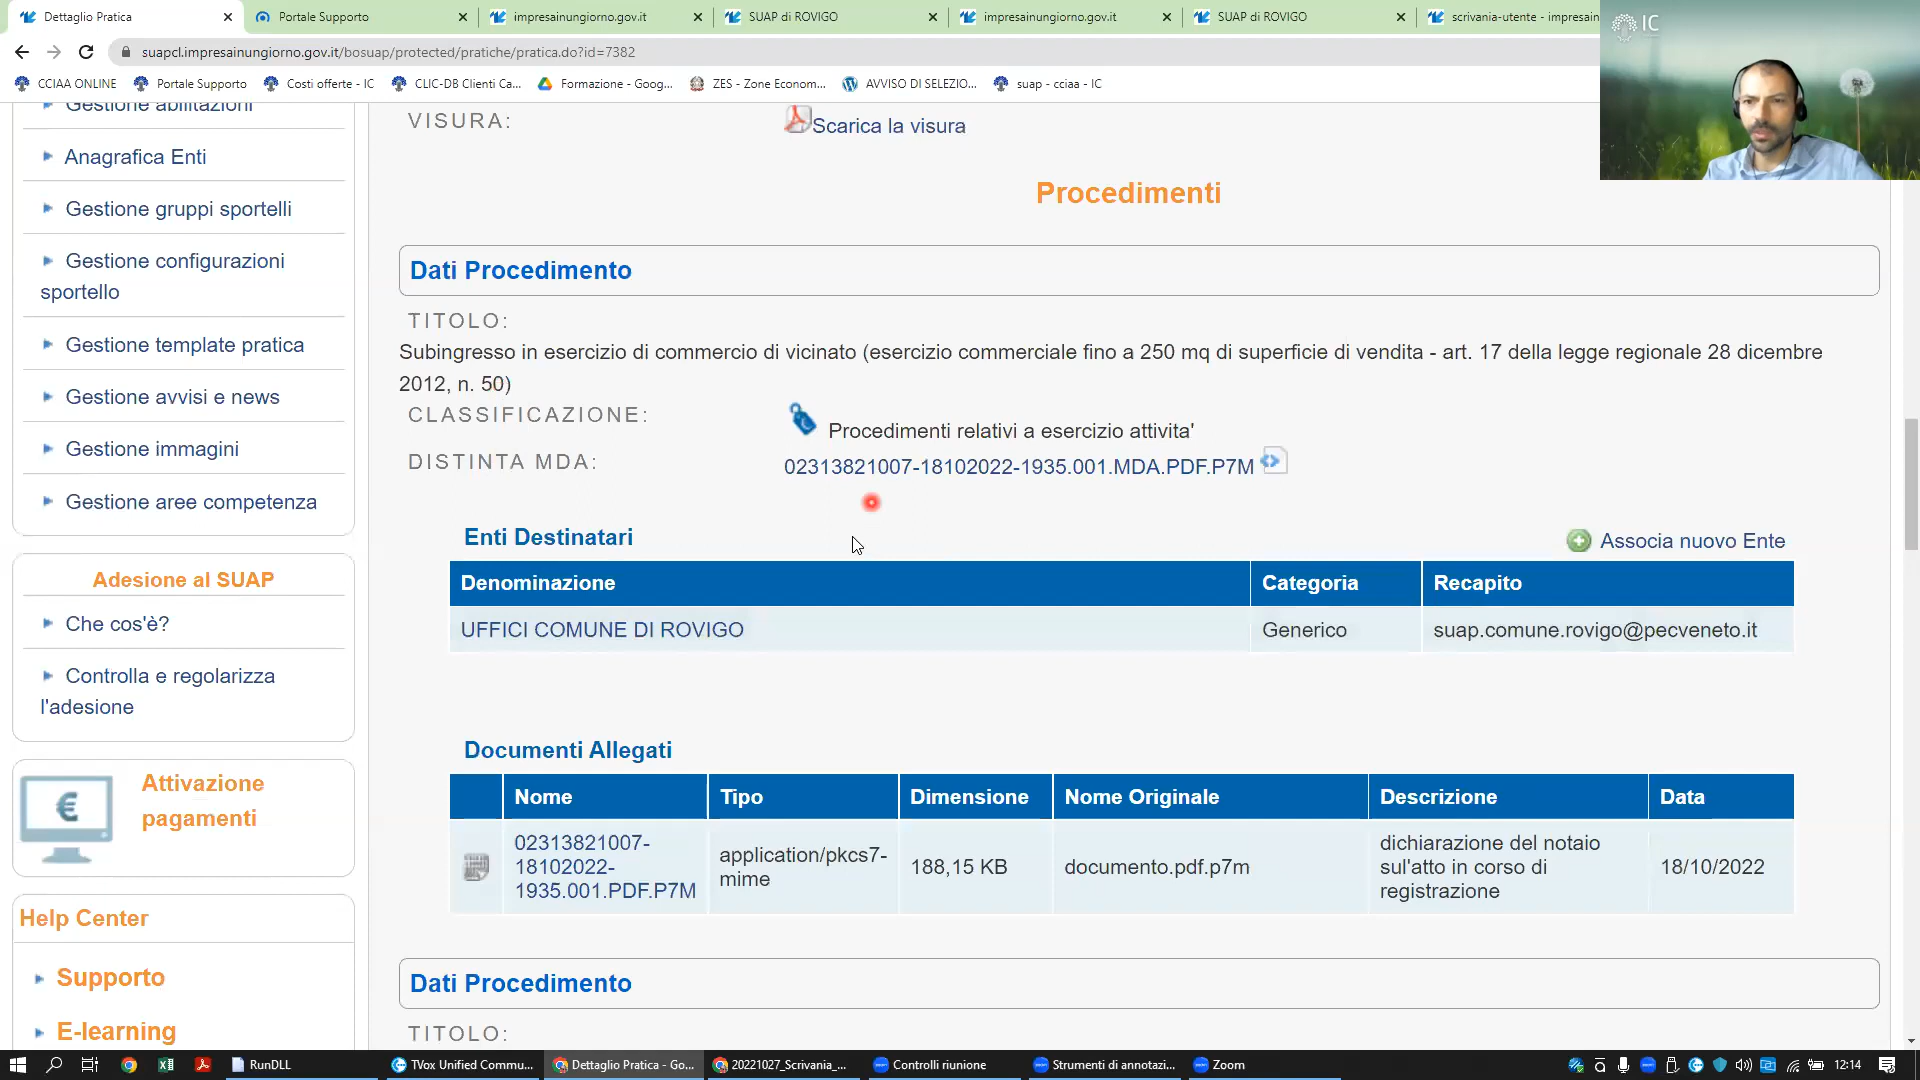 Dettaglio Pratica
Portale Supporto
impresainungiorno.gov.it
SUAP di ROVIGO
impresainungiorno.gov.it
SUAP di ROVIGO
scrivania-utente - impresain
IC
suapcl.impresainungiorno.gov.it/bosuap/protected/pratiche/pratica.do?id=7382
CCIAA ONLINE
Portale Supporto
Costi offerte - IC
CLIC-DB Clienti Ca...
Formazione - Goog...
ZES - Zone Econom...
AVVISO DI SELEZIO...
suap - cciaa - IC
Gestione abilitazioni
Anagrafica Enti
Gestione gruppi sportelli
Gestione configurazioni
sportello
Gestione template pratica
Gestione avvisi e news
Gestione immagini
Gestione aree competenza
Adesione al SUAP
Che cos'è?
Controlla e regolarizza
l'adesione
Attivazione
pagamenti
Help Center
Supporto
E-learning
VISURA:
Scarica la visura
Procedimenti
Dati Procedimento
TITOLO:
Subingresso in esercizio di commercio di vicinato (esercizio commerciale fino a 250 mq di superficie di vendita - art. 17 della legge regionale 28 dicembre
2012, n. 50)
CLASSIFICAZIONE:
Procedimenti relativi a esercizio attivita'
DISTINTA MDA:
02313821007-18102022-1935.001.MDA.PDF.P7M
Enti Destinatari
Associa nuovo Ente
Denominazione Categoria Recapito
UFFICI COMUNE DI ROVIGO Generico suap.comune.rovigo@pecveneto.it
Documenti Allegati
Nome Tipo Dimensione Nome Originale Descrizione Data
02313821007-
18102022-
1935.001.PDF.P7M
application/pkcs7-
mime
188,15 KB
documento.pdf.p7m
dichiarazione del notaio
sul'atto in corso di
registrazione
18/10/2022
Dati Procedimento
TITOLO:
RunDLL
TVox Unified Commu...
Dettaglio Pratica - Go...
20221027_Scrivania_...
Controlli riunione
Strumenti di annotazi...
Zoom
12:14